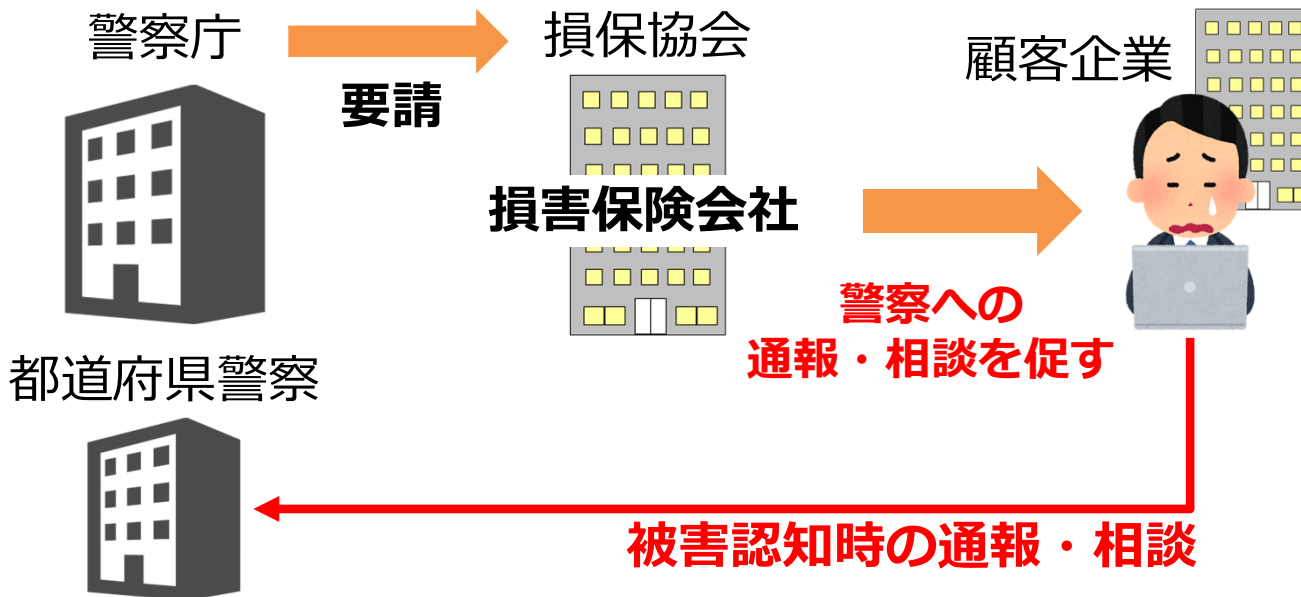 警察庁
要請
損保協会
顧客企業
損害保険会社
警察への
通報・相談を促す
都道府県警察
被害認知時の通報・相談